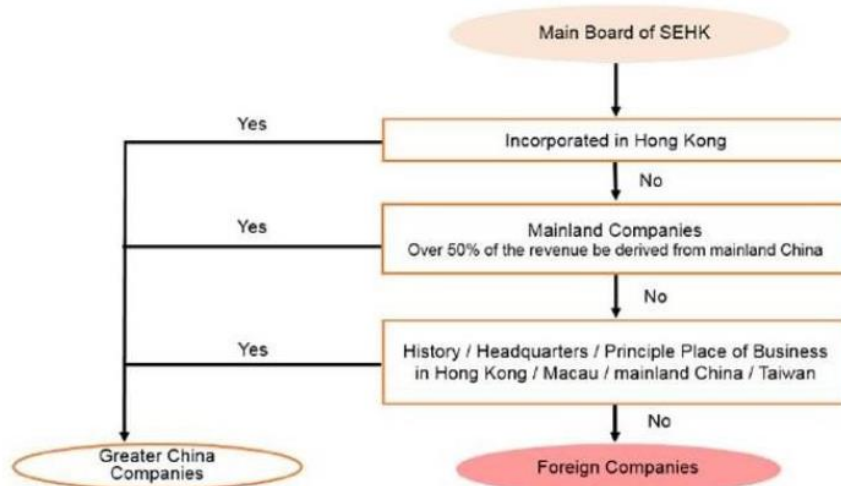 Main Board of SEHK
Yes
Incorporated in Hong Kong
No
Yes
Mainland Companies
Over 50% of the revenue be derived from mainland China
No
Yes
History / Headquarters / Principle Place of Business
in Hong Kong / Macau / mainland China / Taiwan
No
Greater China
Companies
Foreign Companies